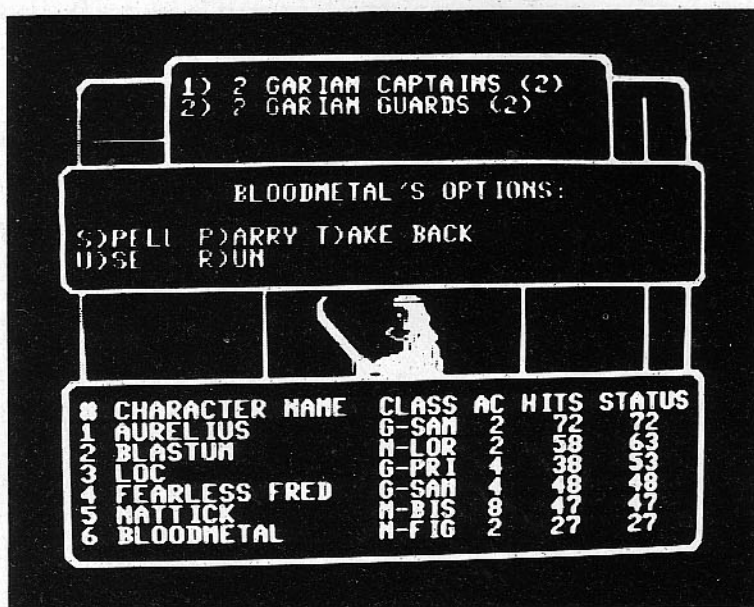 1) 2 GARIAN CAPTAINS (2)
2) 2 GARIAN GUARDS (2)
BLOODMETAL'S OPTIONS:
S)PELL P)ARRY T)AKE BACK
U)SE R)UN
# CHARACTER NAME CLASS AC HITS STATUS
1 AURELIUS G-SAM 2 72 72
2 BLASTUM N-LOR 2 58 63
3 LOC G-PRI 4 38 53
4 FEARLESS FRED G-SAM 4 48 48
5 MATTICK N-BIS 8 47 47
6 BLOODMETAL N-FIG 2 27 27